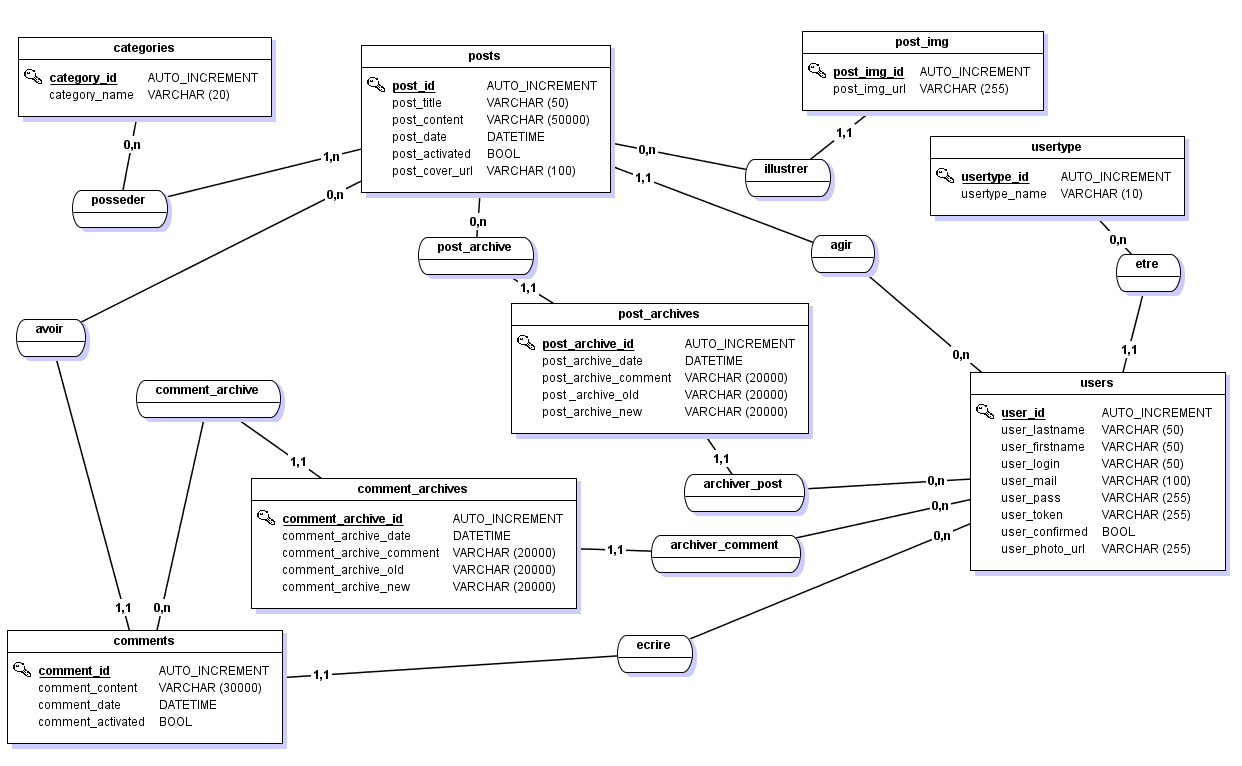 categories
category_id AUTO_INCREMENT
category_name VARCHAR (20)
posts
post_id AUTO_INCREMENT
post_title VARCHAR (50)
post_content VARCHAR (50000)
post_date DATETIME
post_activated BOOL
post_cover_url VARCHAR (100)
post_img
post_img_id AUTO_INCREMENT
post_img_url VARCHAR (255)
usertype
usertype_id AUTO_INCREMENT
usertype_name VARCHAR (10)
0,n
1,n
0,n
0,n
1,1
1,1
posseder
0,n
illustrer
0,n
post_archive
1,1
agir
0,n
etre
avoir
post_archives
post_archive_id AUTO_INCREMENT
post_archive_date DATETIME
post_archive_comment VARCHAR (20000)
post_archive_old VARCHAR (20000)
post_archive_new VARCHAR (20000)
0,n
1,1
comment_archive
1,1
users
user_id AUTO_INCREMENT
user_lastname VARCHAR (50)
user_firstname VARCHAR (50)
user_login VARCHAR (50)
user_mail VARCHAR (100)
user_pass VARCHAR (255)
user_token VARCHAR (255)
user_confirmed BOOL
user_photo_url VARCHAR (255)
1,1
archiver_post
0,n
0,n
0,n
comment_archives
comment_archive_id AUTO_INCREMENT
comment_archive_date DATETIME
comment_archive_comment VARCHAR (20000)
comment_archive_old VARCHAR (20000)
comment_archive_new VARCHAR (20000)
1,1
archiver_comment
1,1
0,n
comments
comment_id AUTO_INCREMENT
comment_content VARCHAR (30000)
comment_date DATETIME
comment_activated BOOL
1,1
ecrire